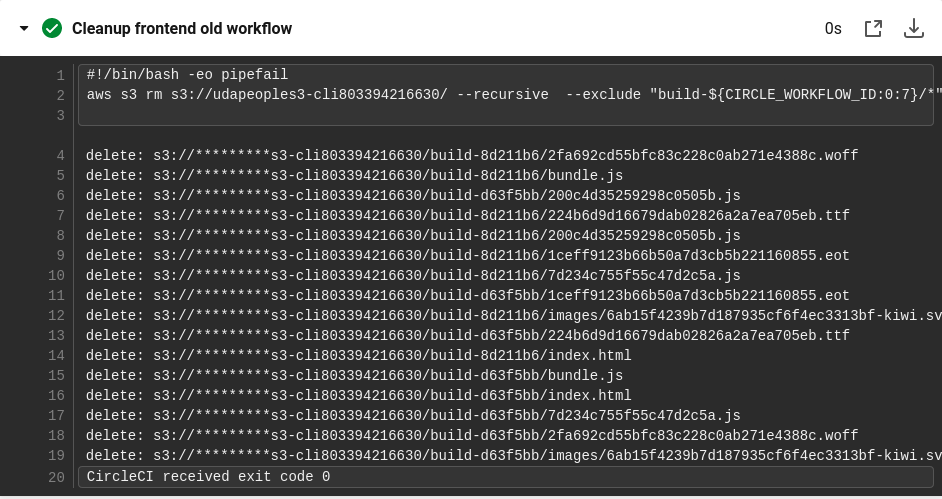 Cleanup frontend old workflow 0s
1 #!/bin/bash -eo pipefail
2 aws s3 rm s3://udapeoples3-cli803394216630/ --recursive  --exclude "build-${CIRCLE_WORKFLOW_ID:0:7}/*"
3
4 delete: s3://*********s3-cli803394216630/build-8d211b6/2fa692cd55bfc83c228c0ab271e4388c.woff
5 delete: s3://*********s3-cli803394216630/build-8d211b6/bundle.js
6 delete: s3://*********s3-cli803394216630/build-d63f5bb/200c4d35259298c0505b.js
7 delete: s3://*********s3-cli803394216630/build-8d211b6/224b6d9d16679dab02826a2a7ea705eb.ttf
8 delete: s3://*********s3-cli803394216630/build-8d211b6/200c4d35259298c0505b.js
9 delete: s3://*********s3-cli803394216630/build-8d211b6/1ceff9123b66b50a7d3cb5b221160855.eot
10 delete: s3://*********s3-cli803394216630/build-8d211b6/7d234c755f55c47d2c5a.js
11 delete: s3://*********s3-cli803394216630/build-d63f5bb/1ceff9123b66b50a7d3cb5b221160855.eot
12 delete: s3://*********s3-cli803394216630/build-8d211b6/images/6ab15f4239b7d187935cf6f4ec3313bf-kiwi.sv
13 delete: s3://*********s3-cli803394216630/build-d63f5bb/224b6d9d16679dab02826a2a7ea705eb.ttf
14 delete: s3://*********s3-cli803394216630/build-8d211b6/index.html
15 delete: s3://*********s3-cli803394216630/build-d63f5bb/bundle.js
16 delete: s3://*********s3-cli803394216630/build-d63f5bb/index.html
17 delete: s3://*********s3-cli803394216630/build-d63f5bb/7d234c755f55c47d2c5a.js
18 delete: s3://*********s3-cli803394216630/build-d63f5bb/2fa692cd55bfc83c228c0ab271e4388c.woff
19 delete: s3://*********s3-cli803394216630/build-d63f5bb/images/6ab15f4239b7d187935cf6f4ec3313bf-kiwi.sv
20 CircleCI received exit code 0